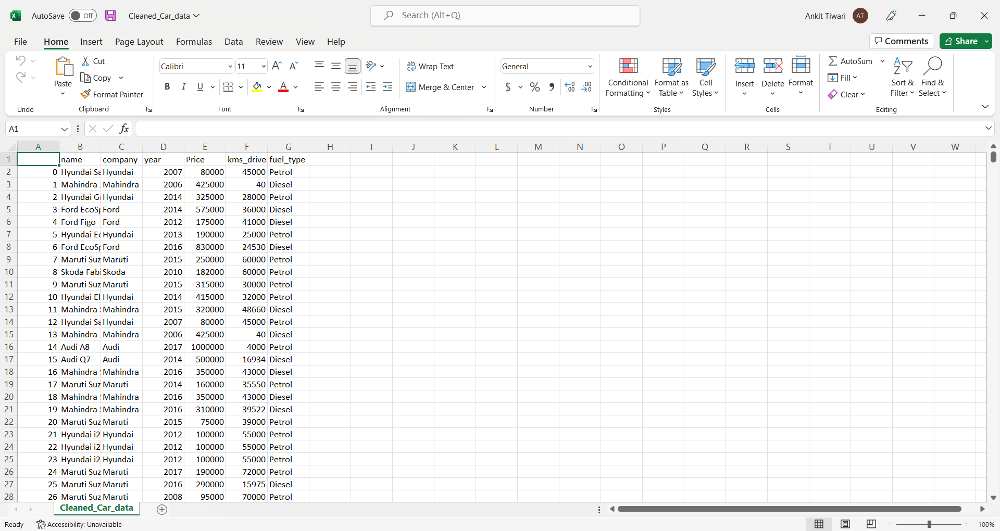 AutoSave Off Cleaned_Car_data Search (Alt+Q) Ankit Tiwari AT
File Home Insert Page Layout Formulas Data Review View Help Comments Share
Paste Cut Copy Format Painter
Calibri 11
B I U A
ab Wrap Text
Merge & Center
General
$ %
Conditional Formatting
Format as Table
Cell Styles
Insert Delete Format
AutoSum Fill Clear
Sort & Filter
Find & Select
Undo Clipboard Font Alignment Number Styles Cells Editing
A1 fx
A B C D E F G H I J K L M N O P Q R S T U V W
1 name company year Price kms_driver fuel_type
2 0 Hyundai Sa Hyundai 2007 80000 45000 Petrol
3 1 Mahindra Mahindra 2006 425000 40 Diesel
4 2 Hyundai Gr Hyundai 2014 325000 28000 Petrol
5 3 Ford EcoSp Ford 2014 575000 36000 Diesel
6 4 Ford Figo Ford 2012 175000 41000 Diesel
7 5 Hyundai Ec Hyundai 2013 190000 25000 Petrol
8 6 Ford EcoSp Ford 2016 830000 24530 Diesel
9 7 Maruti Suz Maruti 2015 250000 60000 Petrol
10 8 Skoda Fabi Skoda 2010 182000 60000 Petrol
11 9 Maruti Suz Maruti 2015 315000 30000 Petrol
12 10 Hyundai El Hyundai 2014 415000 32000 Petrol
13 11 Mahindra Mahindra 2015 320000 48660 Diesel
14 12 Hyundai Sa Hyundai 2007 80000 45000 Petrol
15 13 Mahindra Mahindra 2006 425000 40 Diesel
16 14 Audi A8 Audi 2017 1000000 4000 Petrol
17 15 Audi Q7 Audi 2014 500000 16934 Diesel
18 16 Mahindra Mahindra 2016 350000 43000 Diesel
19 17 Maruti Suz Maruti 2014 160000 35550 Petrol
20 18 Mahindra Mahindra 2016 350000 43000 Diesel
21 19 Mahindra Mahindra 2016 310000 39522 Diesel
22 20 Maruti Suz Maruti 2015 75000 39000 Petrol
23 21 Hyundai i2 Hyundai 2012 100000 55000 Petrol
24 22 Hyundai i2 Hyundai 2012 100000 55000 Petrol
25 23 Hyundai i2 Hyundai 2012 100000 55000 Petrol
26 24 Maruti Suz Maruti 2017 190000 72000 Petrol
27 25 Maruti Suz Maruti 2016 290000 15975 Diesel
28 26 Maruti Suz Maruti 2008 95000 70000 Petrol
Cleaned_Car_data
Ready Accessibility: Unavailable 100%